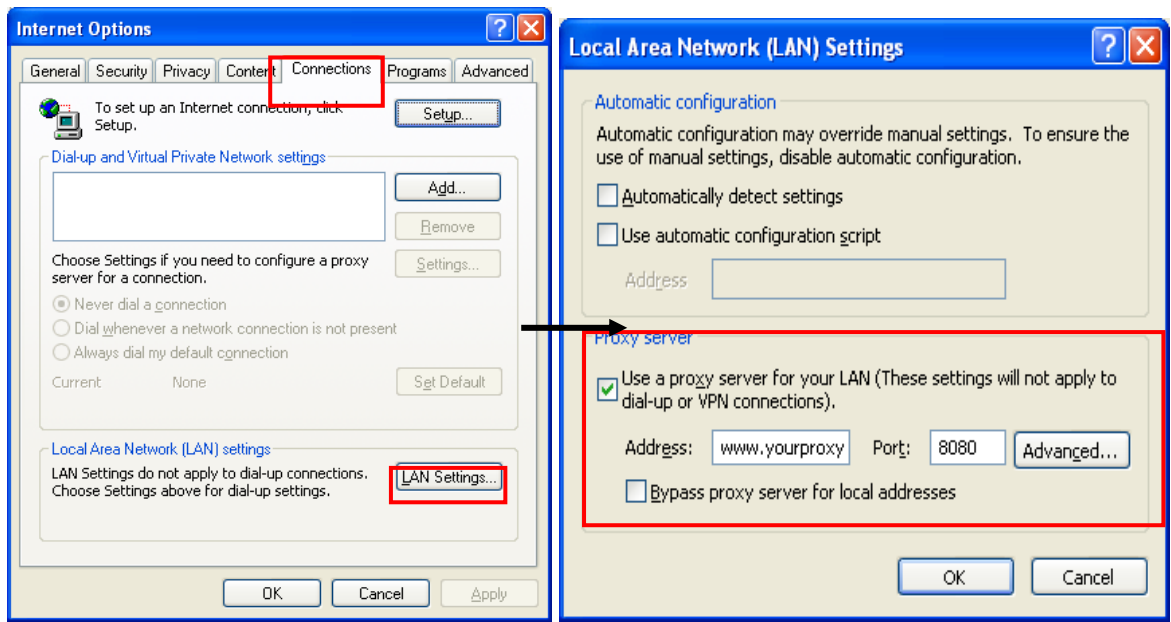 Internet Options
General Security Privacy Content Connections Programs Advanced
To set up an Internet connection, click
Setup.
Setup...
Dial-up and Virtual Private Network settings
Add...
Remove
Choose Settings if you need to configure a proxy
server for a connection.
Settings...
Never dial a connection
Dial whenever a network connection is not present
Always dial my default connection
Current None
Set Default
Local Area Network (LAN) settings
LAN Settings do not apply to dial-up connections.
Choose Settings above for dial-up settings.
LAN Settings...
OK Cancel Apply
Local Area Network (LAN) Settings
Automatic configuration
Automatic configuration may override manual settings. To ensure the
use of manual settings, disable automatic configuration.
Automatically detect settings
Use automatic configuration script
Address
Proxy server
Use a proxy server for your LAN (These settings will not apply to
dial-up or VPN connections).
Address: www.yourproxy Port: 8080 Advanced...
Bypass proxy server for local addresses
OK Cancel